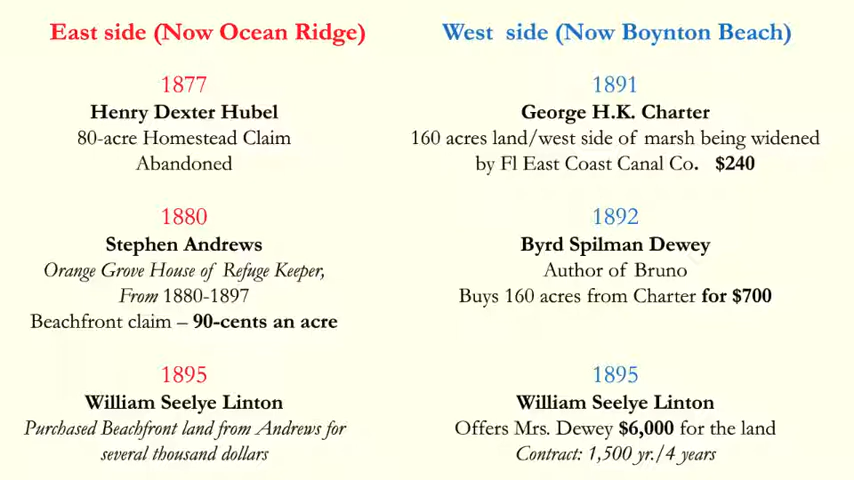 East side (Now Ocean Ridge)
1877
Henry Dexter Hubel
80-acre Homestead Claim
Abandoned
1880
Stephen Andrews
Orange Grove House of Refuge Keeper,
From 1880-1897
Beachfront claim – 90-cents an acre
1895
William Seelye Linton
Purchased Beachfront land from Andrews for
several thousand dollars
West side (Now Boynton Beach)
1891
George H.K. Charter
160 acres land/west side of marsh being widened
by Fl East Coast Canal Co. $240
1892
Byrd Spilman Dewey
Author of Bruno
Buys 160 acres from Charter for $700
1895
William Seelye Linton
Offers Mrs. Dewey $6,000 for the land
Contract: 1,500 yr./4 years